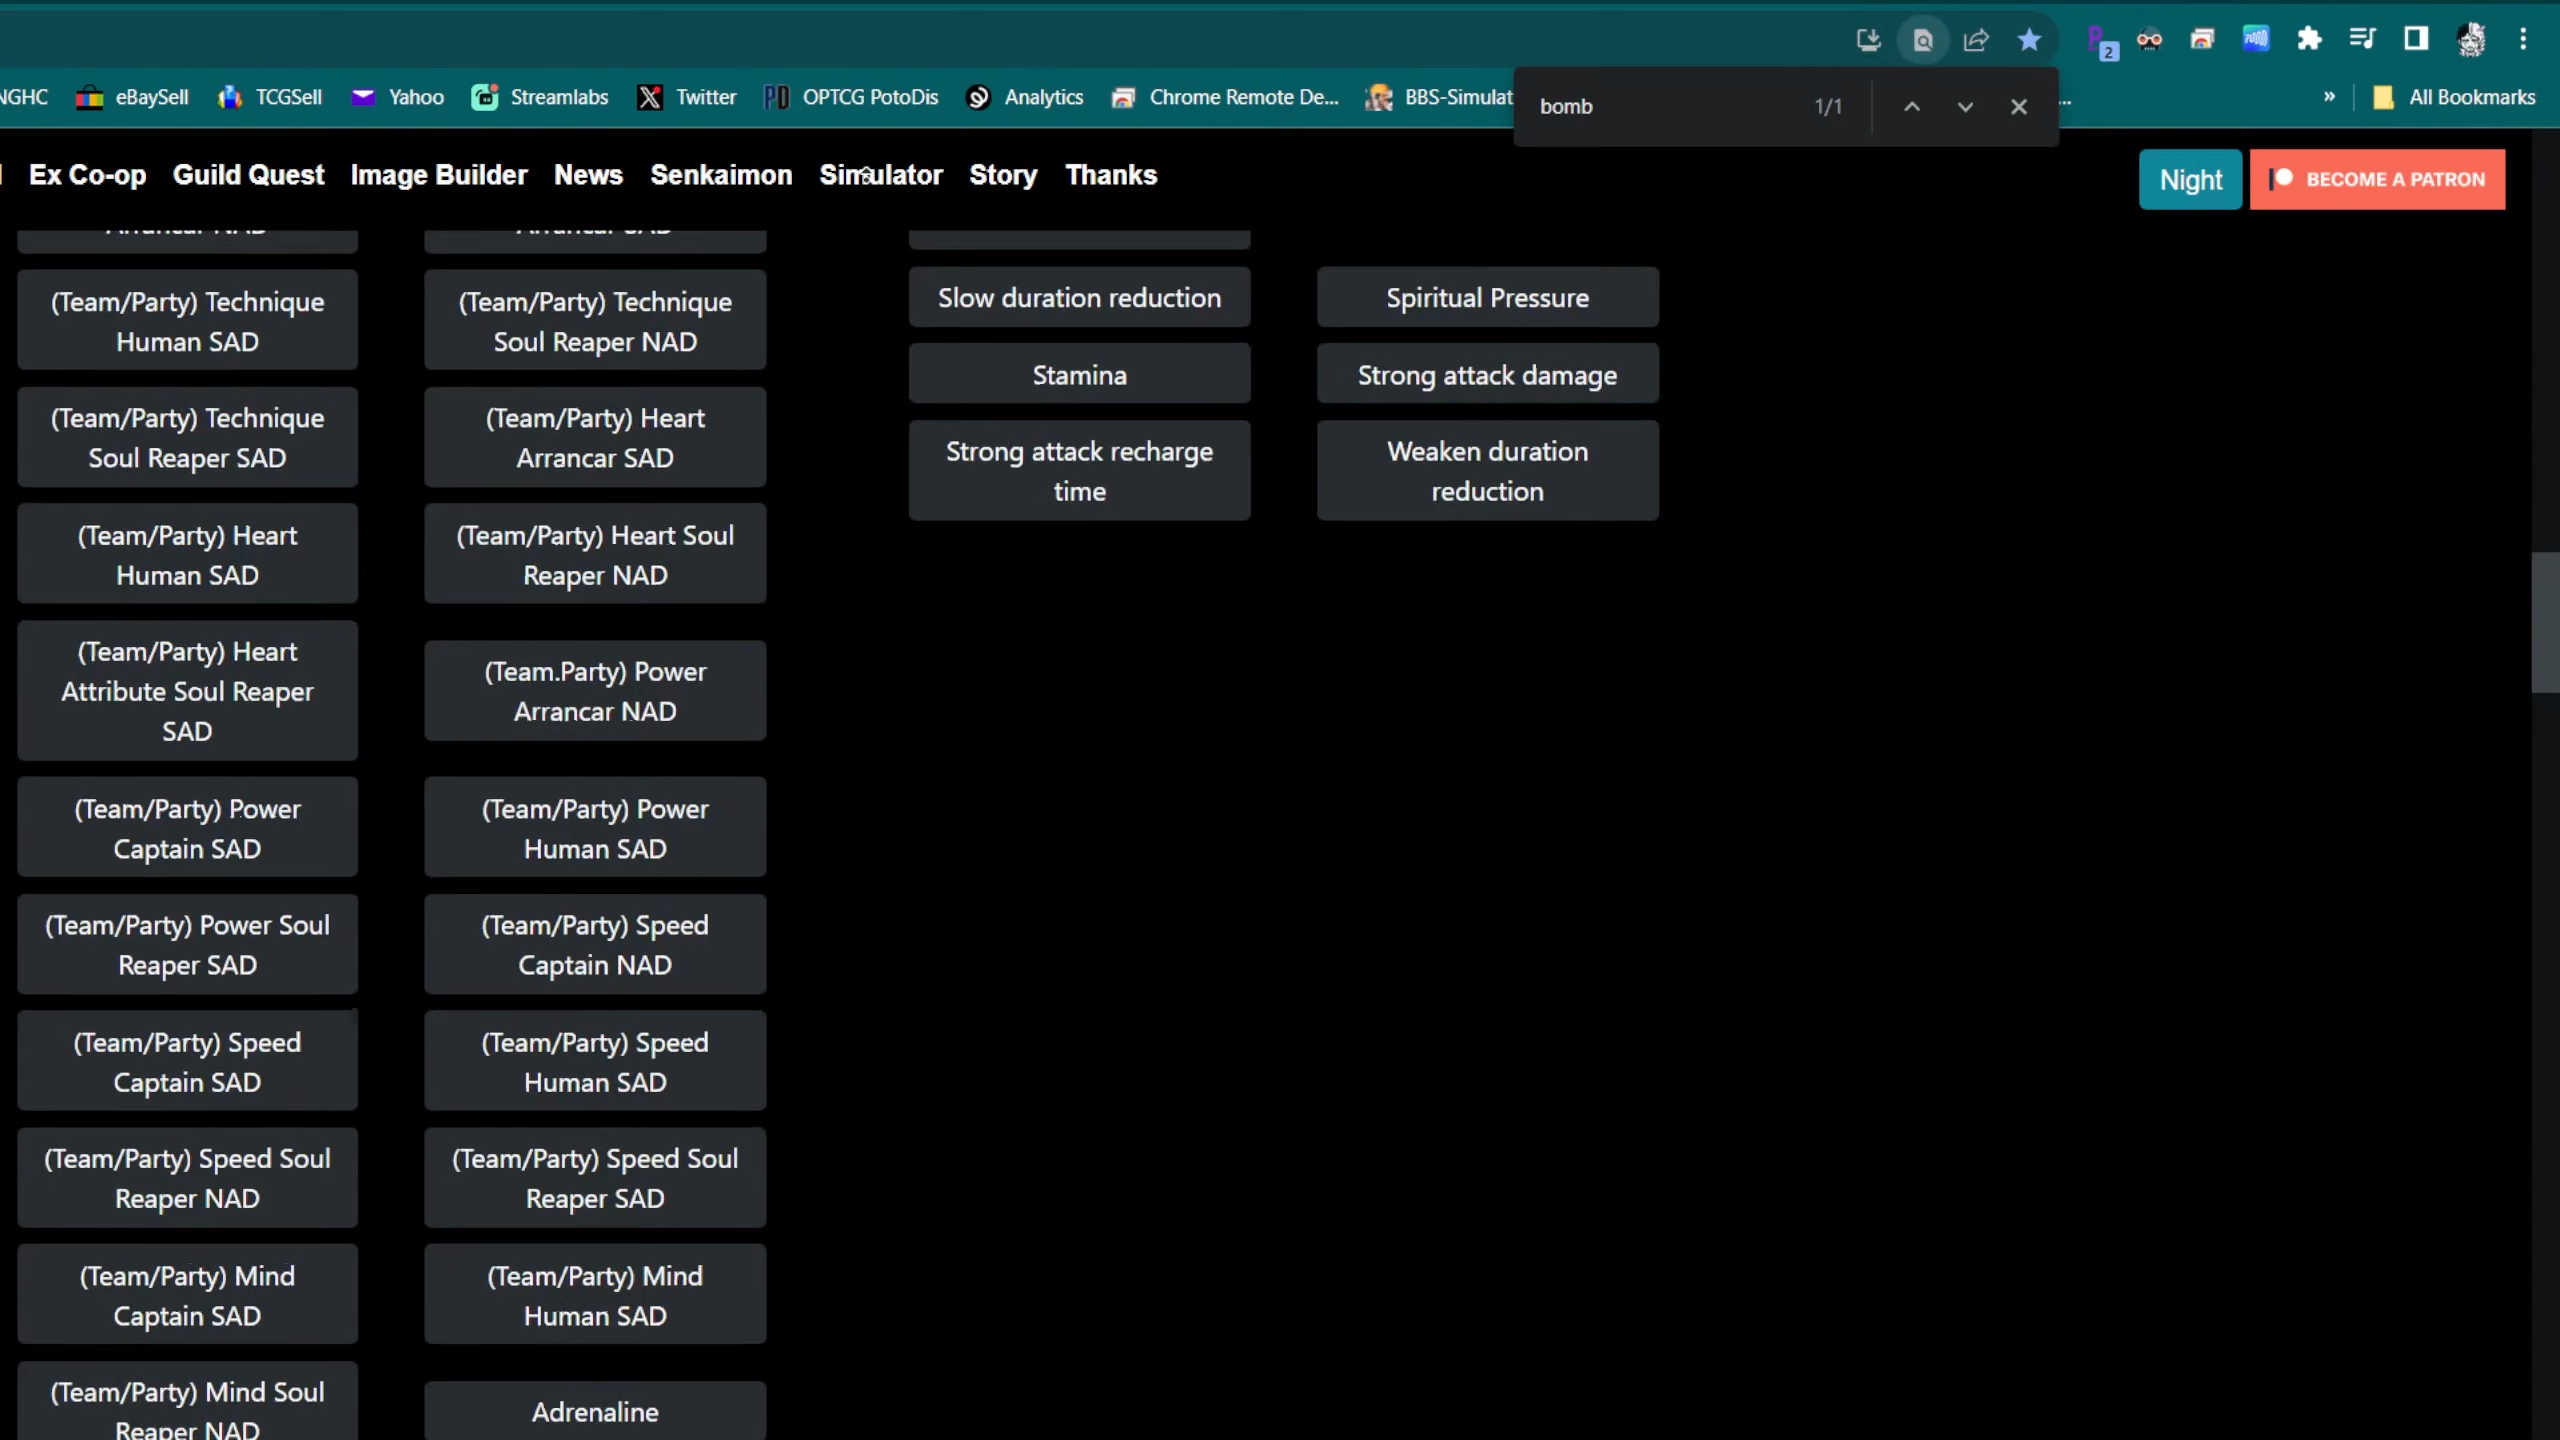 2
NGHC eBaySell TCGSell Yahoo Streamlabs Twitter OPTCG PotoDis Analytics Chrome Remote De... BBS-Simulat ... » All Bookmarks
bomb 1/1
Ex Co-op Guild Quest Image Builder News Senkaimon Simulator Story Thanks
Night BECOME A PATRON
(Team/Party) Technique
Human SAD
(Team/Party) Technique
Soul Reaper NAD
Slow duration reduction
Spiritual Pressure
Stamina
Strong attack damage
(Team/Party) Technique
Soul Reaper SAD
(Team/Party) Heart
Arrancar SAD
Strong attack recharge
time
Weaken duration
reduction
(Team/Party) Heart
Human SAD
(Team/Party) Heart Soul
Reaper NAD
(Team/Party) Heart
Attribute Soul Reaper
SAD
(Team.Party) Power
Arrancar NAD
(Team/Party) Power
Captain SAD
(Team/Party) Power
Human SAD
(Team/Party) Power Soul
Reaper SAD
(Team/Party) Speed
Captain NAD
(Team/Party) Speed
Captain SAD
(Team/Party) Speed
Human SAD
(Team/Party) Speed Soul
Reaper NAD
(Team/Party) Speed Soul
Reaper SAD
(Team/Party) Mind
Captain SAD
(Team/Party) Mind
Human SAD
(Team/Party) Mind Soul
Reaper NAD
Adrenaline